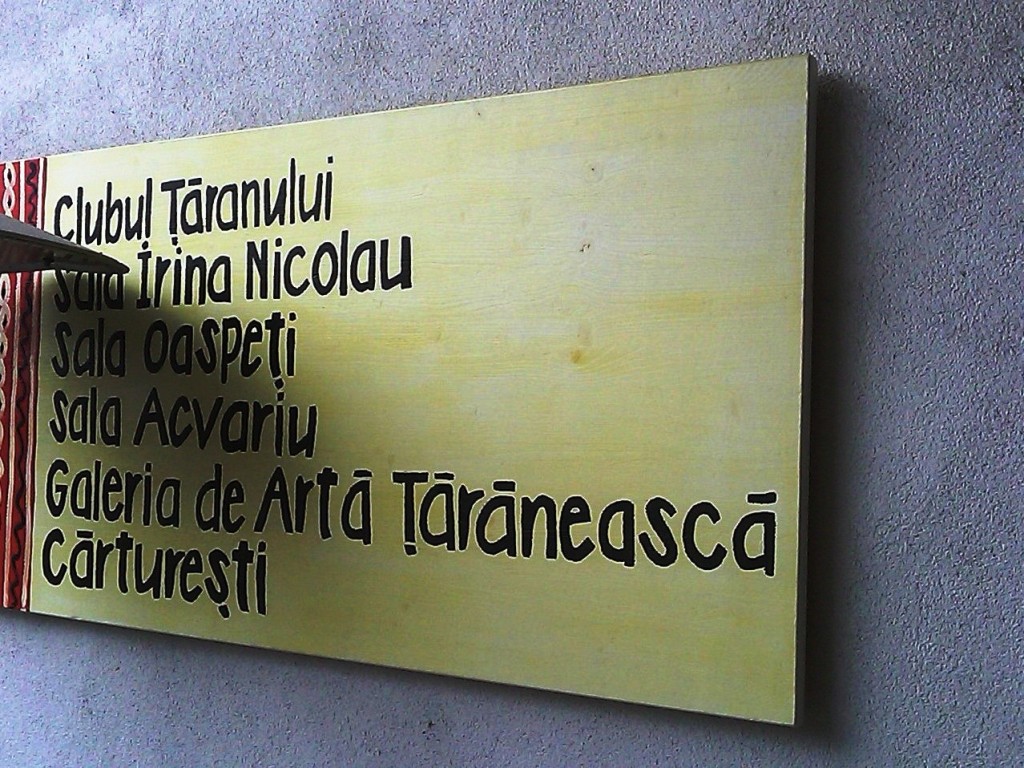 clubul Țăranului
sala Irina Nicolau
sala Oaspeți
sala Acvariu
Galeria de Artă Țărănească
Cărturești